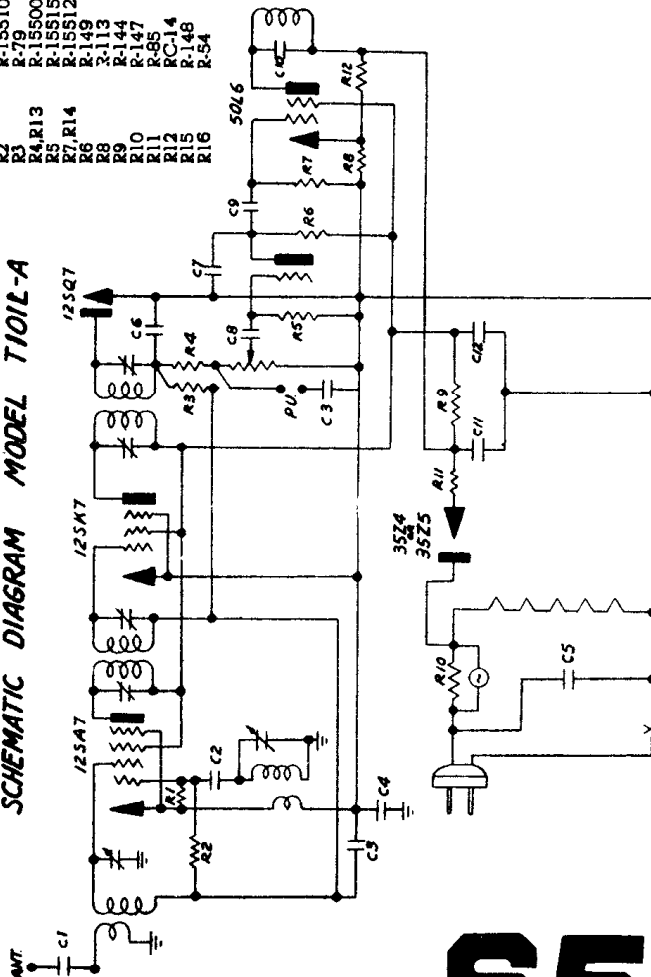 SCHEMATIC DIAGRAM MODEL T101L-A
R2 R-15510
R3 R-79
R4,R13 R-15500
R5 R-15515
R7,R14 R-15512
R6 R-149
R8 R-113
R9 R-144
R10 R-147
R11 R-85
R12 RC-14
R15 R-148
R16 R-54
ANT.
C1
12SA7
R1
R2
C2
C3
C4
12SK7
12SQ7
C6
R3
R4
PU.
C3
C7
C8
R5
R6
C9
R7
R8
50L6
C10
R12
35Z4
OR
35Z5
R11
R9
C11
C12
R10
C5